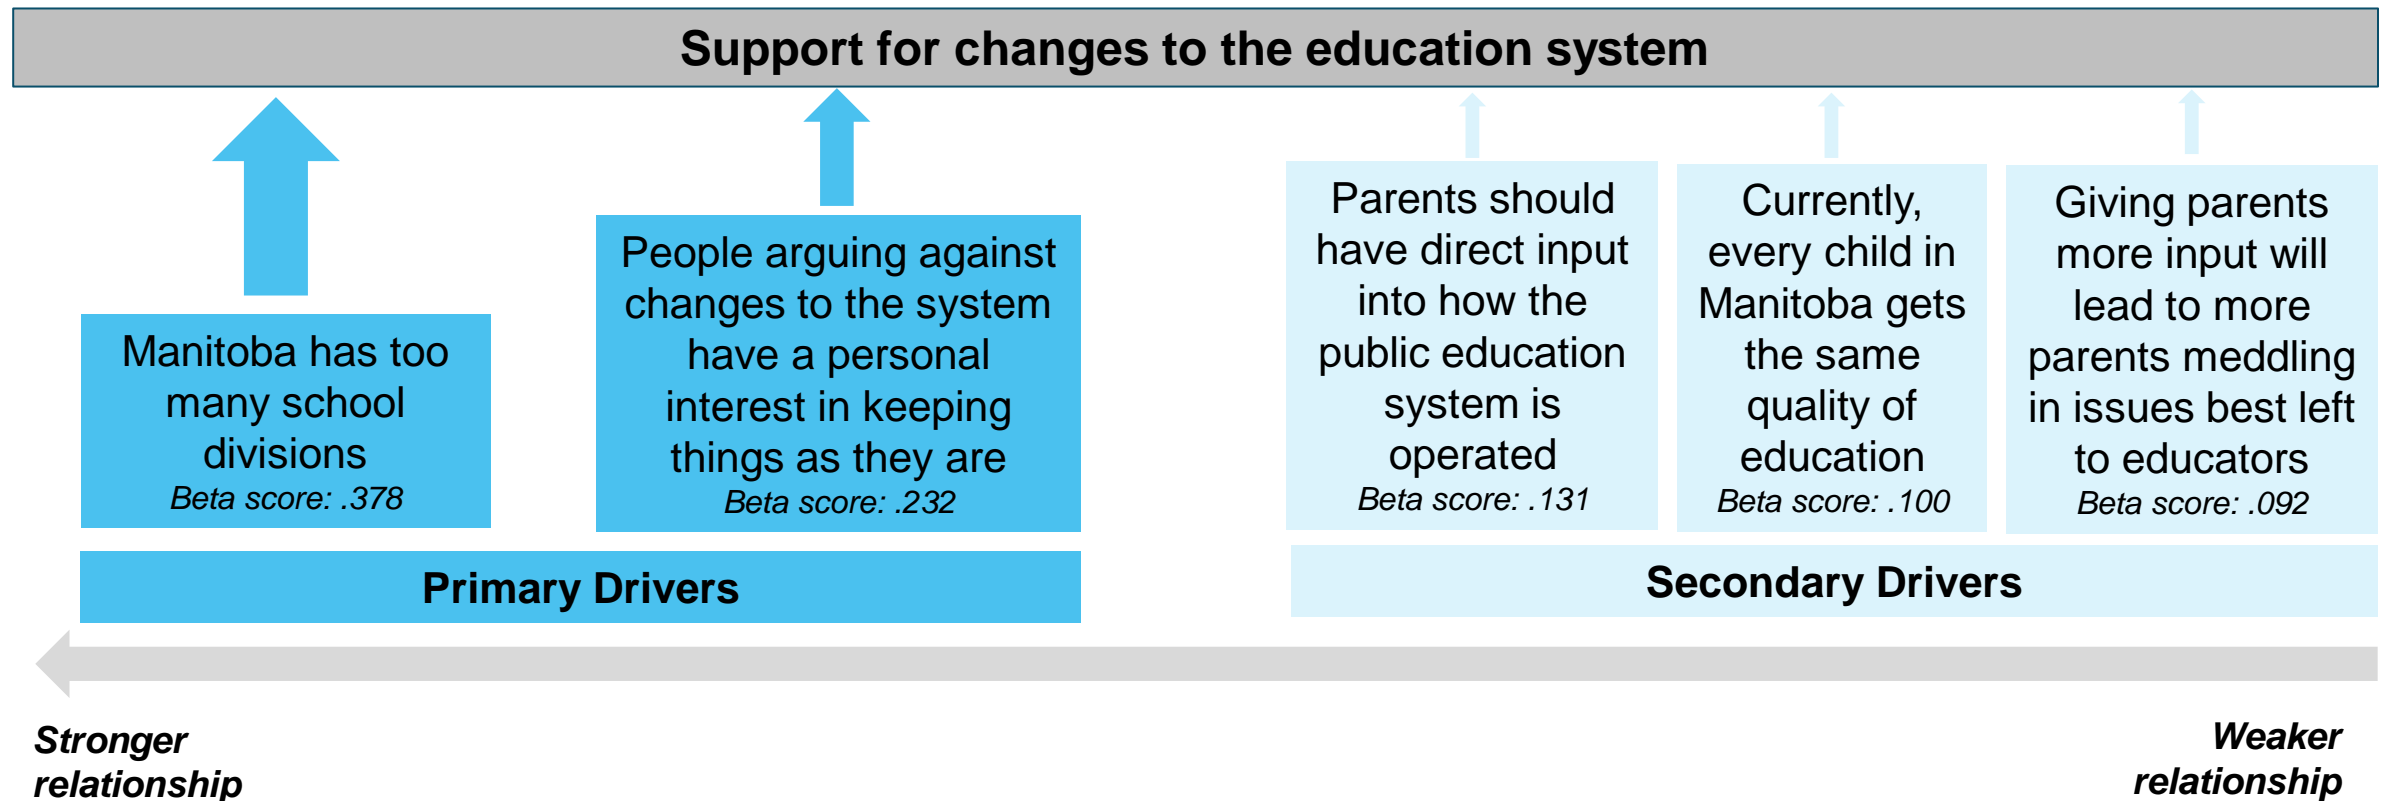 Support for changes to the education system
Manitoba has too
many school
divisions
Beta score: .378
People arguing against
changes to the system
have a personal
interest in keeping
things as they are
Beta score: .232
Parents should
have direct input
into how the
public education
system is
operated
Beta score: .131
Currently,
every child in
Manitoba gets
the same
quality of
education
Beta score: .100
Giving parents
more input will
lead to more
parents meddling
in issues best left
to educators
Beta score: .092
Primary Drivers
Secondary Drivers
Stronger
relationship
Weaker
relationship